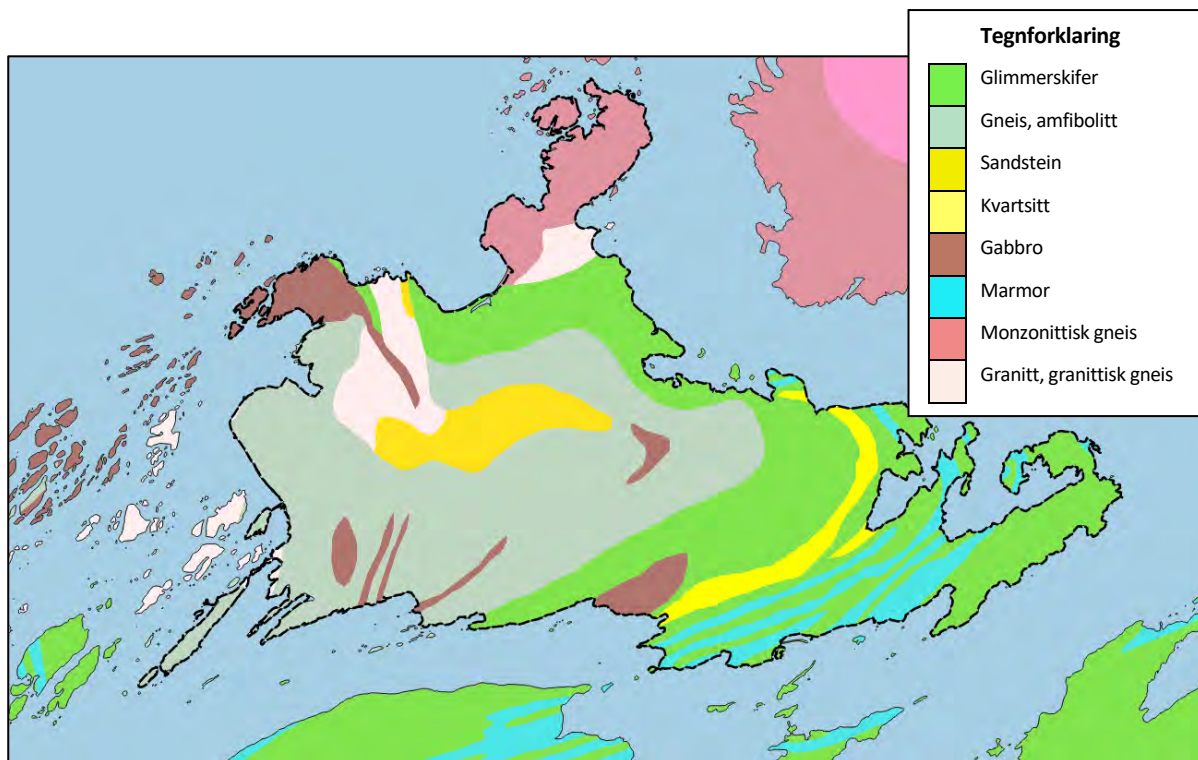 Tegnforklaring
Glimmerskifer
Gneis, amfibolitt
Sandstein
Kvartsitt
Gabbro
Marmor
Monzonittisk gneis
Granitt, granittisk gneis